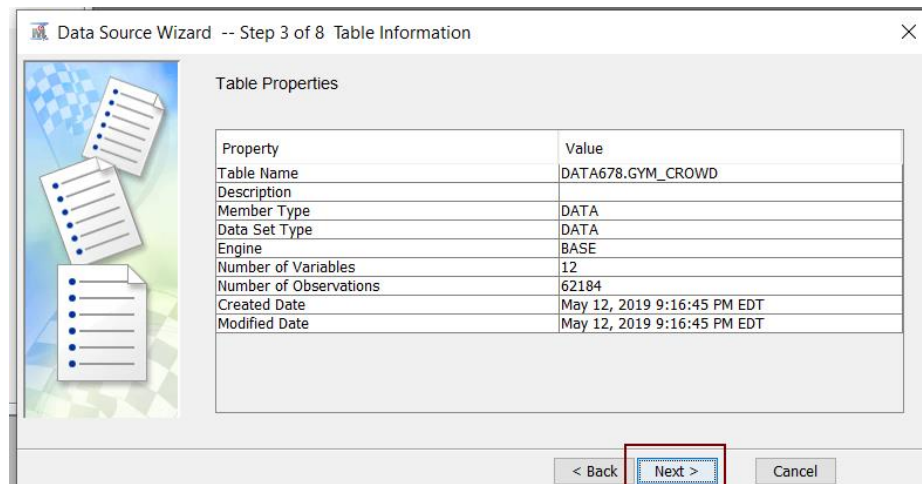 Data Source Wizard -- Step 3 of 8 Table Information
Table Properties
Property Value
Table Name DATA678.GYM_CROWD
Description
Member Type DATA
Data Set Type DATA
Engine BASE
Number of Variables 12
Number of Observations 62184
Created Date May 12, 2019 9:16:45 PM EDT
Modified Date May 12, 2019 9:16:45 PM EDT
< Back Next > Cancel